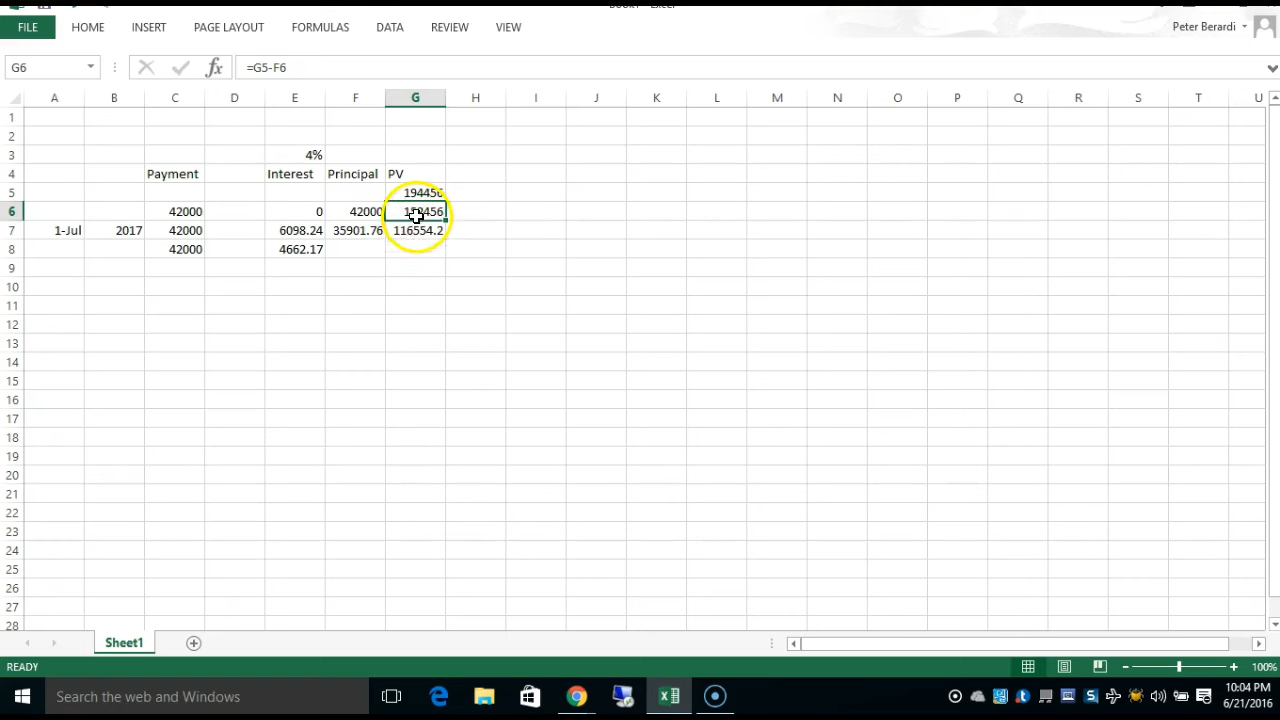 FILE HOME INSERT PAGE LAYOUT FORMULAS DATA REVIEW VIEW Peter Berardi
G6 fx =G5-F6
A B C D E F G H I J K L M N O P Q R S T U
1
2
3 4%
4 Payment Interest Principal PV
5 194456
6 42000 0 42000 152456
7 1-Jul 2017 42000 6098.24 35901.76 116554.2
8 42000 4662.17
9
10
11
12
13
14
15
16
17
18
19
20
21
22
23
24
25
26
27
28
Sheet1
READY 100%
Search the web and Windows
10:04 PM
6/21/2016